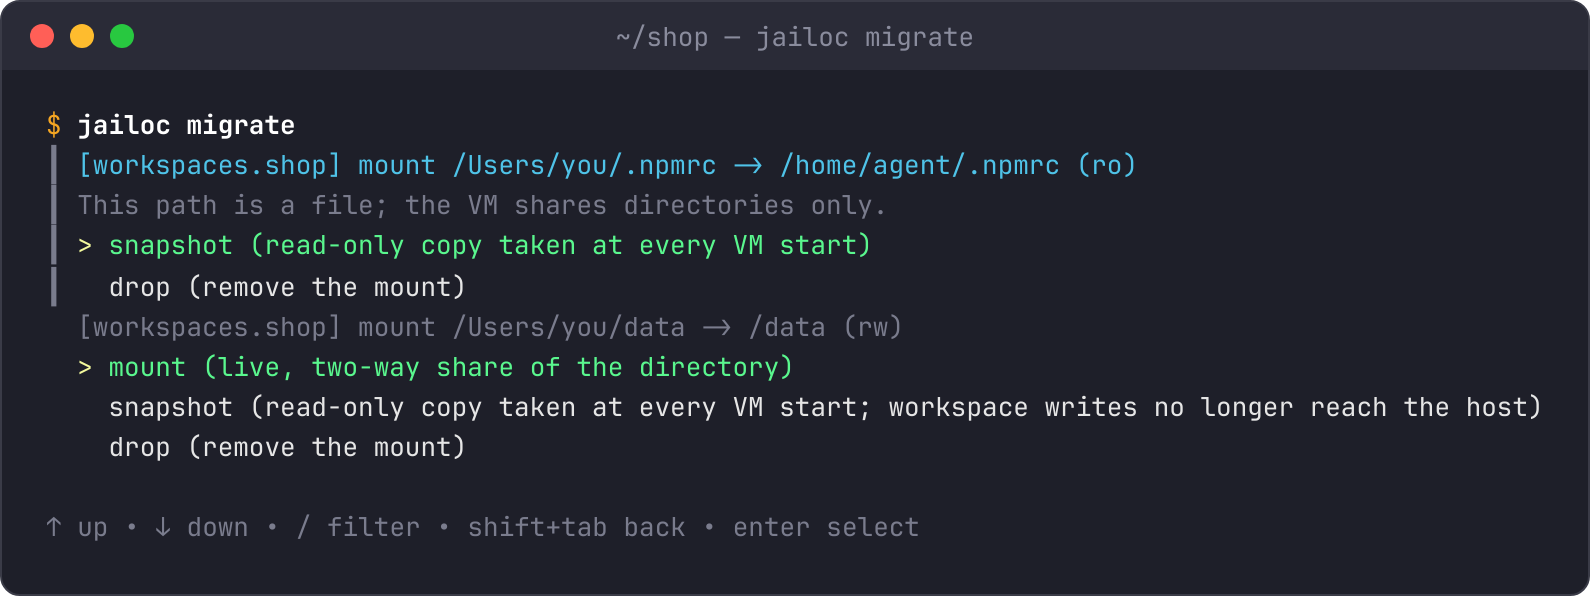 ~/shop — jailoc migrate
$ jailoc migrate
[workspaces.shop] mount /Users/you/.npmrc → /home/agent/.npmrc (ro)
This path is a file; the VM shares directories only.
> snapshot (read-only copy taken at every VM start)
drop (remove the mount)
[workspaces.shop] mount /Users/you/data → /data (rw)
> mount (live, two-way share of the directory)
snapshot (read-only copy taken at every VM start; workspace writes no longer reach the host)
drop (remove the mount)
↑ up • ↓ down • / filter • shift+tab back • enter select